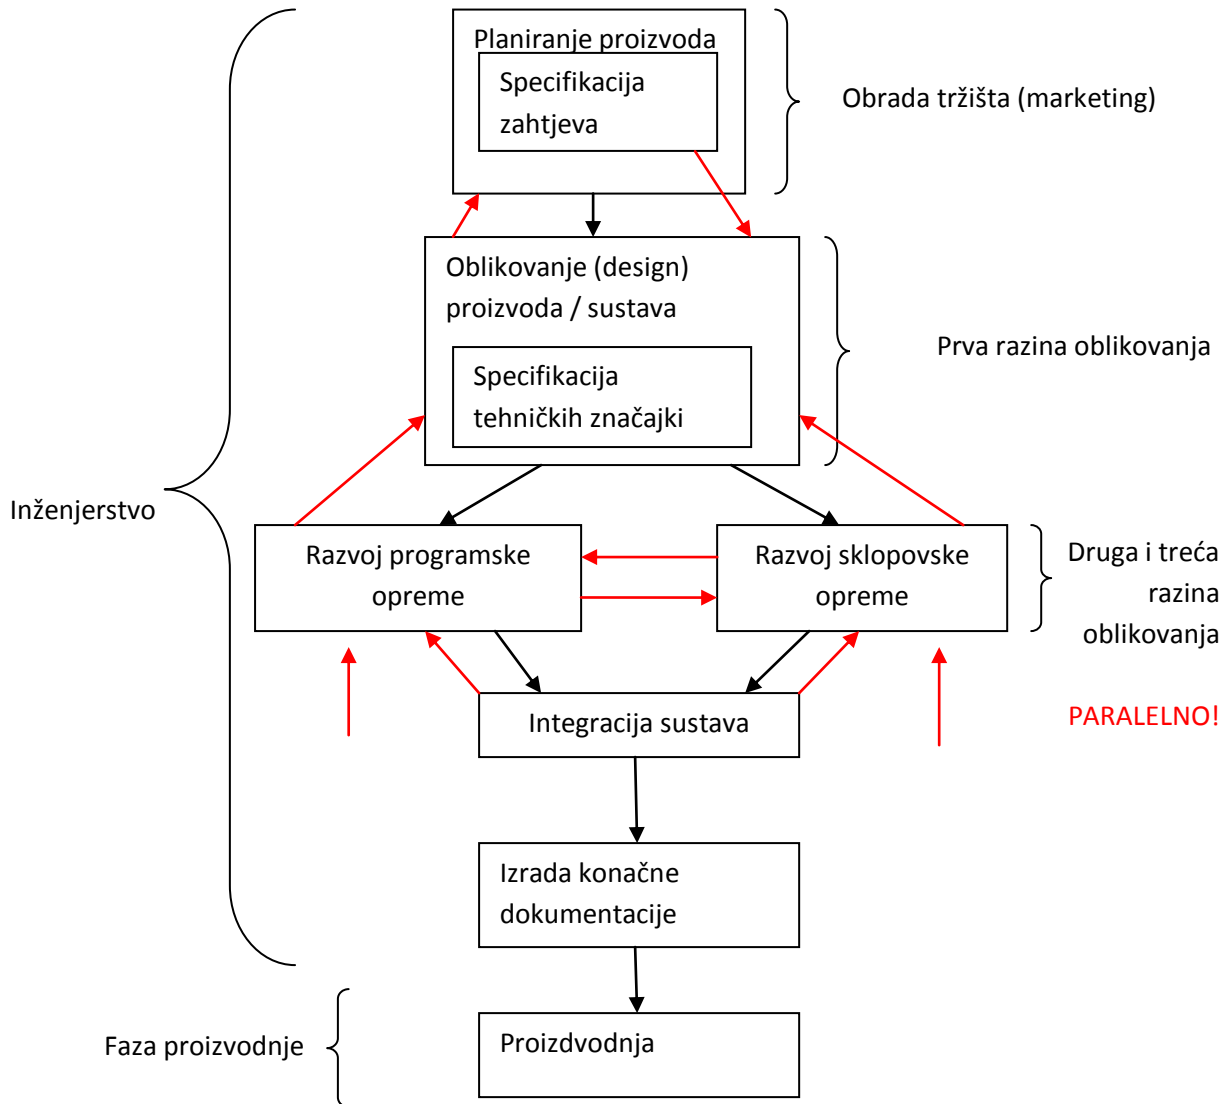 Planiranje proizvoda
Specifikacija
zahtjeva
Obrada tržišta (marketing)
Oblikovanje (design)
proizvoda / sustava
Specifikacija
tehničkih značajki
Prva razina oblikovanja
Inženjerstvo
Razvoj programske
opreme
Razvoj sklopovske
opreme
Druga i treća
razina
oblikovanja
PARALELNO!
Integracija sustava
Izrada konačne
dokumentacije
Faza proizvodnje
Proizdvodnja